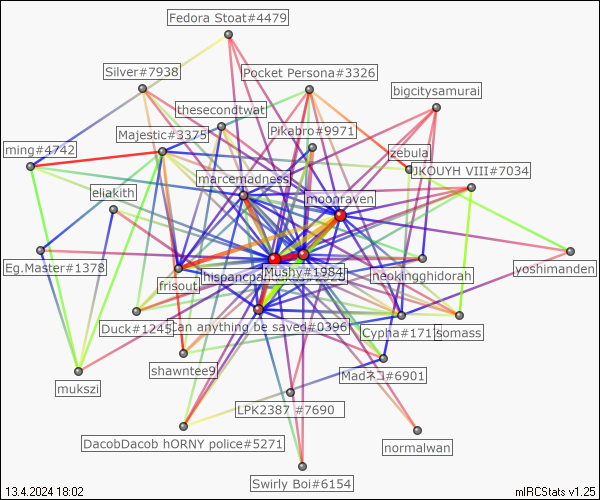 Fedora Stoat#4479
Silver#7938
Pocket Persona#3326
bigcitysamurai
thesecondtwat
Majestic#3375
Pikabro#9971
ming#4742
zebula
JKOUYH VIII#7034
marcemadness
eliakith
moonraven
Eg.Master#1378
frisout
hispancpa
Mushy#1984
neokingghidorah
yoshimanden
Duck#1245
Can anything be saved#0396
Cypha#171
somass
shawntee9
Madネコ#6901
mukszi
LPK2387 #7690
DacobDacob hORNY police#5271
normalwan
Swirly Boi#6154
13.4.2024 18:02
mIRCStats v1.25